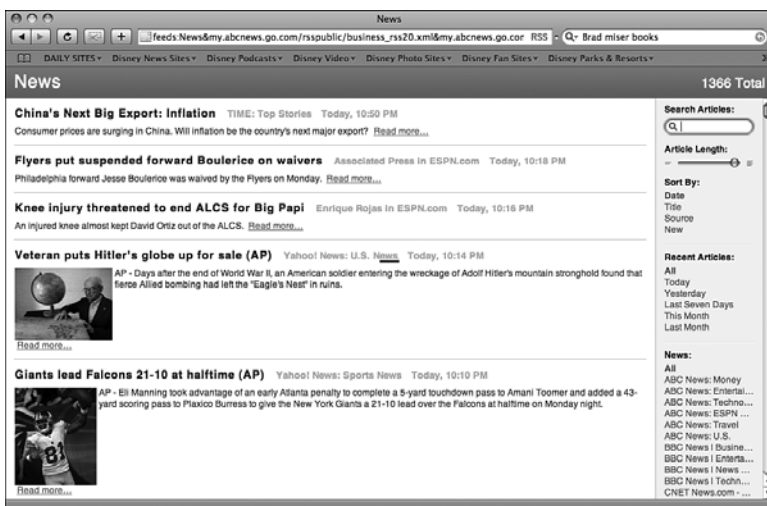 News
feeds:News&my.abcnews.go.com/rsspublic/business_rss20.xml&my.abcnews.go.cor RSS Brad miser books
DAILY SITES Disney News Sites Disney Podcasts Disney Video Disney Photo Sites Disney Fan Sites Disney Parks & Resorts
News 1366 Total
China's Next Big Export: Inflation TIME: Top Stories Today, 10:50 PM
Consumer prices are surging in China. Will inflation be the country's next major export? Read more...
Flyers put suspended forward Boulerice on waivers Associated Press in ESPN.com Today, 10:18 PM
Philadelphia forward Jesse Boulerice was waived by the Flyers on Monday. Read more...
Knee injury threatened to end ALCS for Big Papi Enrique Rojas in ESPN.com Today, 10:16 PM
An injured knee almost kept David Ortiz out of the ALCS. Read more...
Veteran puts Hitler's globe up for sale (AP) Yahoo! News: U.S. News Today, 10:14 PM
AP - Days after the end of World War II, an American soldier entering the wreckage of Adolf Hitler's mountain stronghold found that
fierce Allied bombing had left the "Eagle's Nest" in ruins.
Read more...
Giants lead Falcons 21-10 at halftime (AP) Yahoo! News: Sports News Today, 10:10 PM
AP - Eli Manning took advantage of an early Atlanta penalty to complete a 5-yard touchdown pass to Amani Toomer and added a 43-
yard scoring pass to Plaxico Burress to give the New York Giants a 21-10 lead over the Falcons at halftime on Monday night.
81
Read more...
Search Articles:
Article Length:
Sort By:
Date
Title
Source
New
Recent Articles:
All
Today
Yesterday
Last Seven Days
This Month
Last Month
News:
All
ABC News: Money
ABC News: Entertai...
ABC News: Techno...
ABC News: ESPN ...
ABC News: Travel
ABC News: U.S.
BBC News | Busine...
BBC News | Enterta...
BBC News | News ...
BBC News | Techn...
CNET News.com - ...